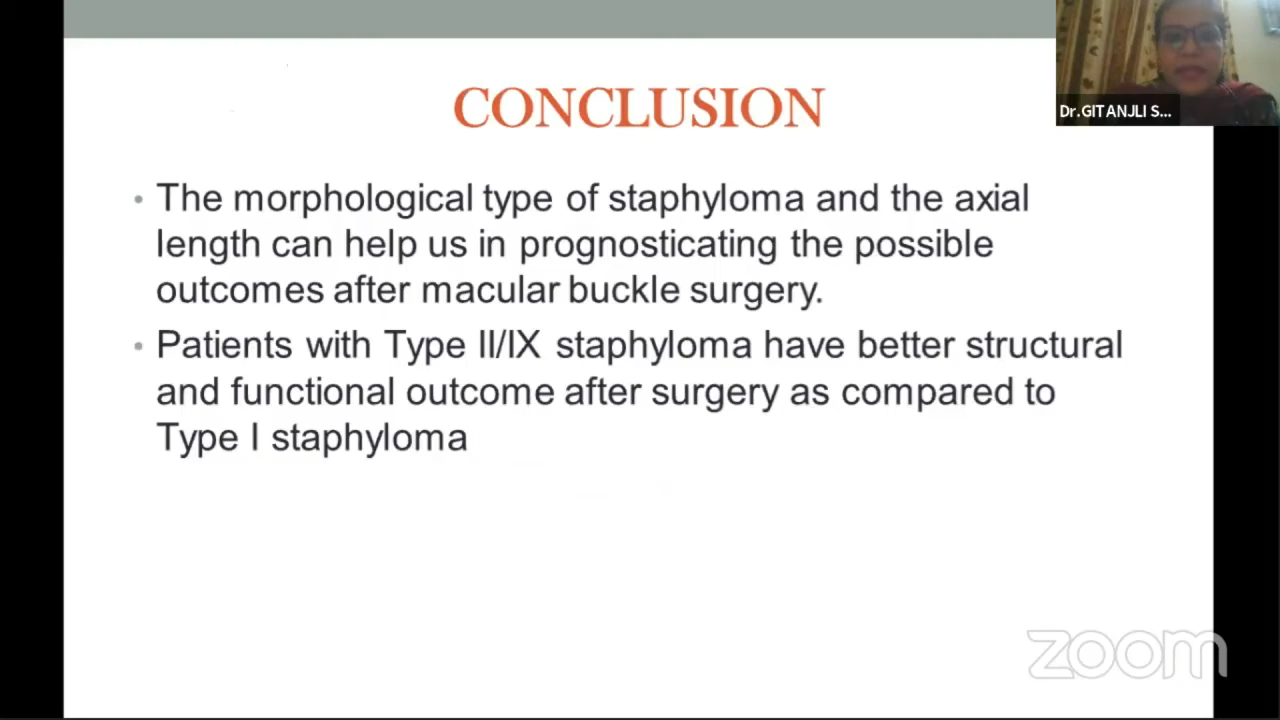 CONCLUSION
Dr.GITANJLI S...
• The morphological type of staphyloma and the axial
length can help us in prognosticating the possible
outcomes after macular buckle surgery.
• Patients with Type II/IX staphyloma have better structural
and functional outcome after surgery as compared to
Type I staphyloma
zoom